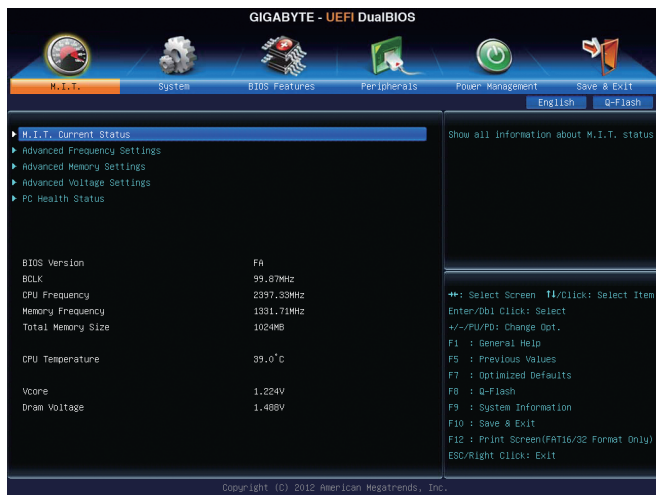 GIGABYTE - UEFI DualBIOS
M.I.T.
System
BIOS Features
Peripherals
Power Management
Save & Exit
English
Q-Flash
M.I.T. Current Status
Advanced Frequency Settings
Advanced Memory Settings
Advanced Voltage Settings
PC Health Status
BIOS Version FA
BCLK 99.87MHz
CPU Frequency 2397.33MHz
Memory Frequency 1331.71MHz
Total Memory Size 1024MB
CPU Temperature 39.0°C
Vcore 1.224V
Dram Voltage 1.488V
Show all information about M.I.T. status
→←: Select Screen ↑↓/Click: Select Item
Enter/Dbl Click: Select
+/-/PU/PD: Change Opt.
F1 : General Help
F5 : Previous Values
F7 : Optimized Defaults
F8 : Q-Flash
F9 : System Information
F10 : Save & Exit
F12 : Print Screen(FAT16/32 Format Only)
ESC/Right Click: Exit
Copyright (C) 2012 American Megatrends, Inc.